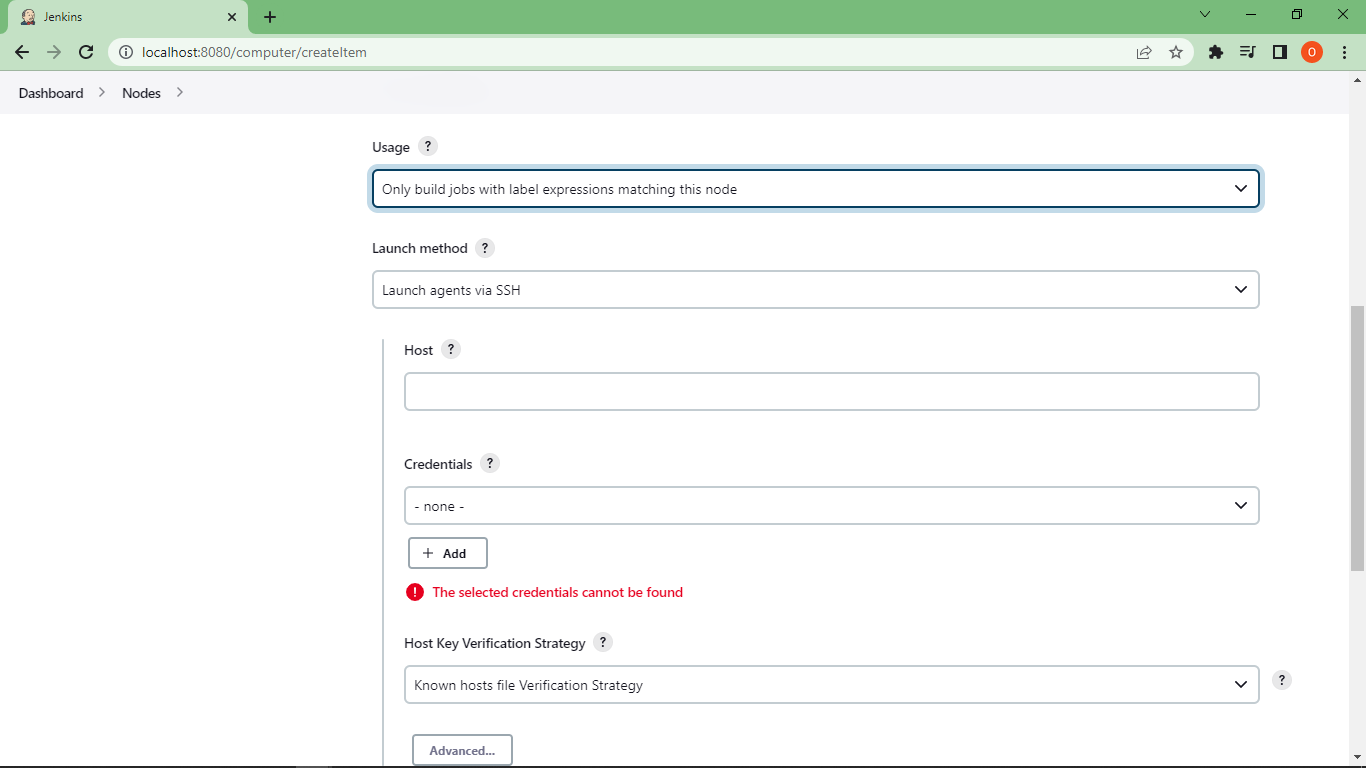 Jenkins
localhost:8080/computer/createItem
O
Dashboard > Nodes >
Usage ?
Only build jobs with label expressions matching this node
Launch method ?
Launch agents via SSH
Host ?
Credentials ?
- none -
+ Add
! The selected credentials cannot be found
Host Key Verification Strategy ?
Known hosts file Verification Strategy
?
Advanced...